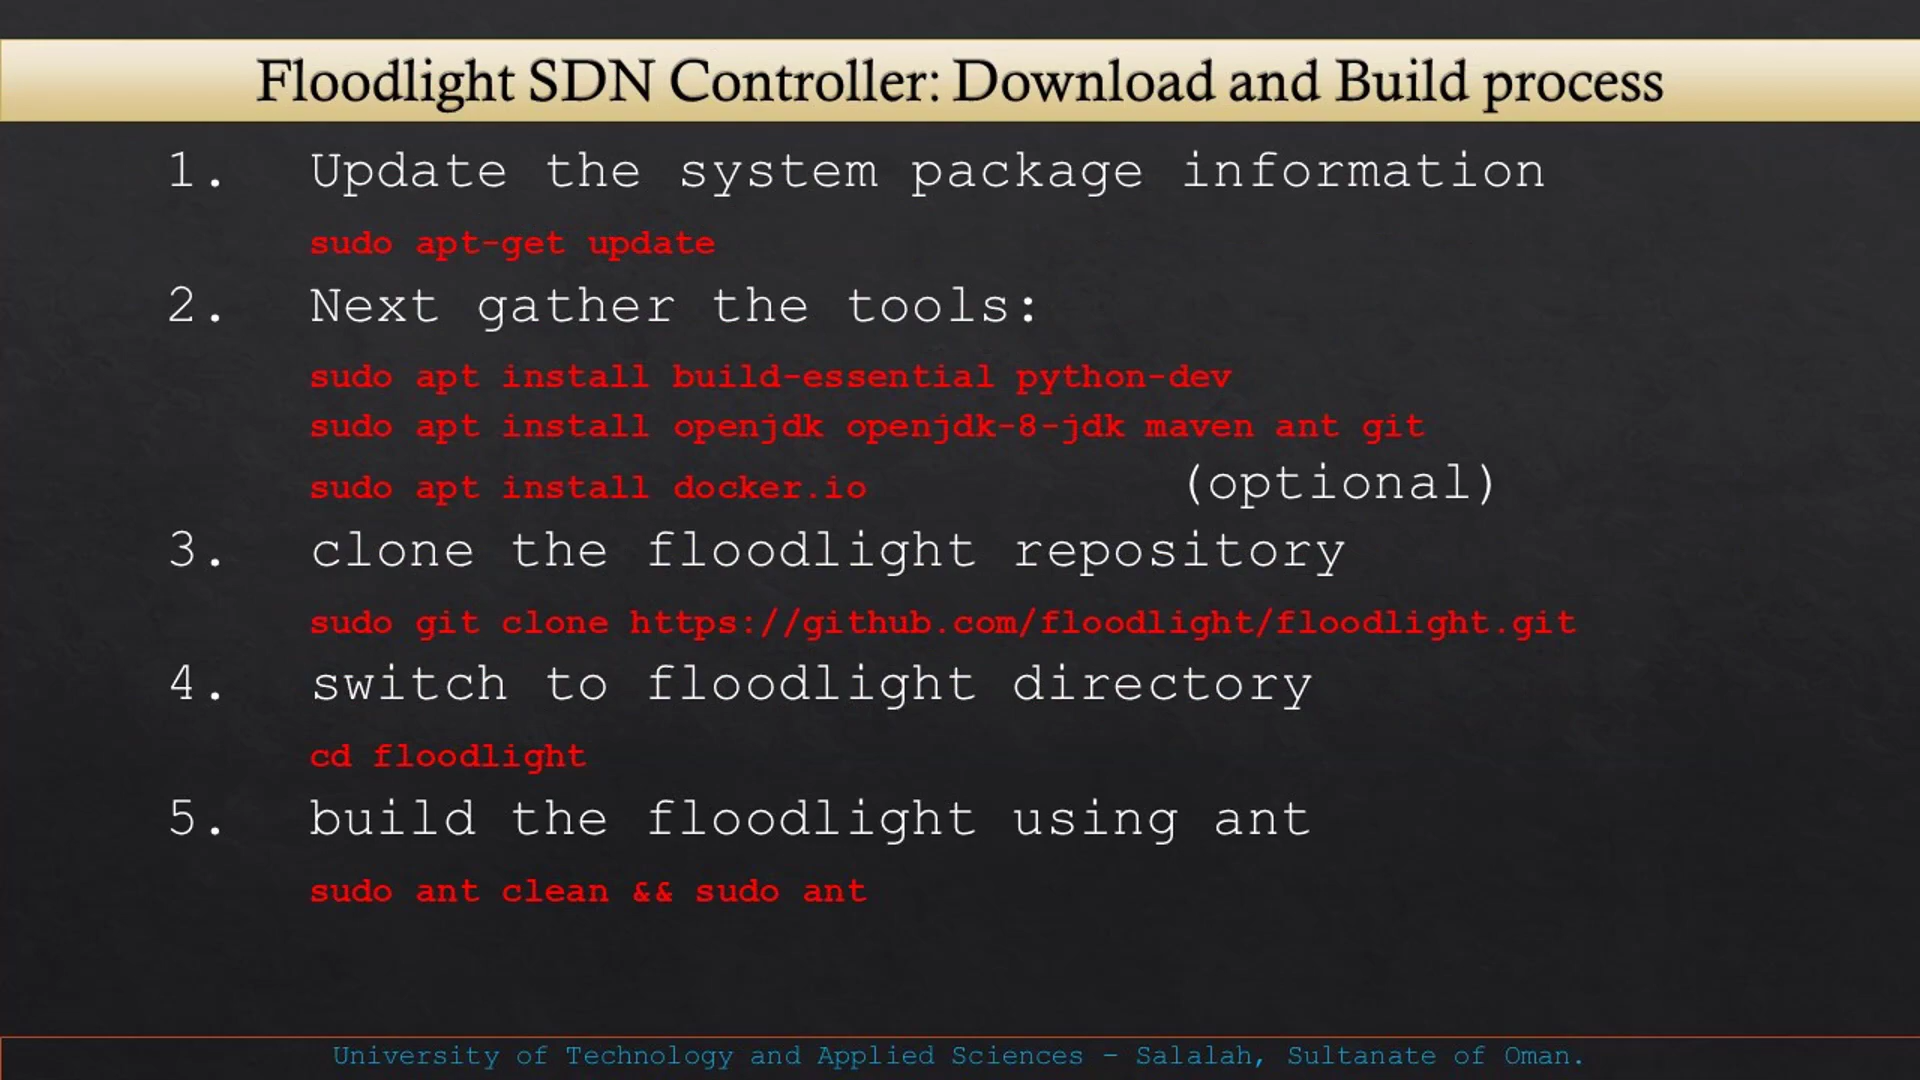 Floodlight SDN Controller: Download and Build process
1. Update the system package information
sudo apt-get update
2. Next gather the tools:
sudo apt install build-essential python-dev
sudo apt install openjdk openjdk-8-jdk maven ant git
sudo apt install docker.io (optional)
3. clone the floodlight repository
sudo git clone https://github.com/floodlight/floodlight.git
4. switch to floodlight directory
cd floodlight
5. build the floodlight using ant
sudo ant clean && sudo ant
University of Technology and Applied Sciences – Salalah, Sultanate of Oman.